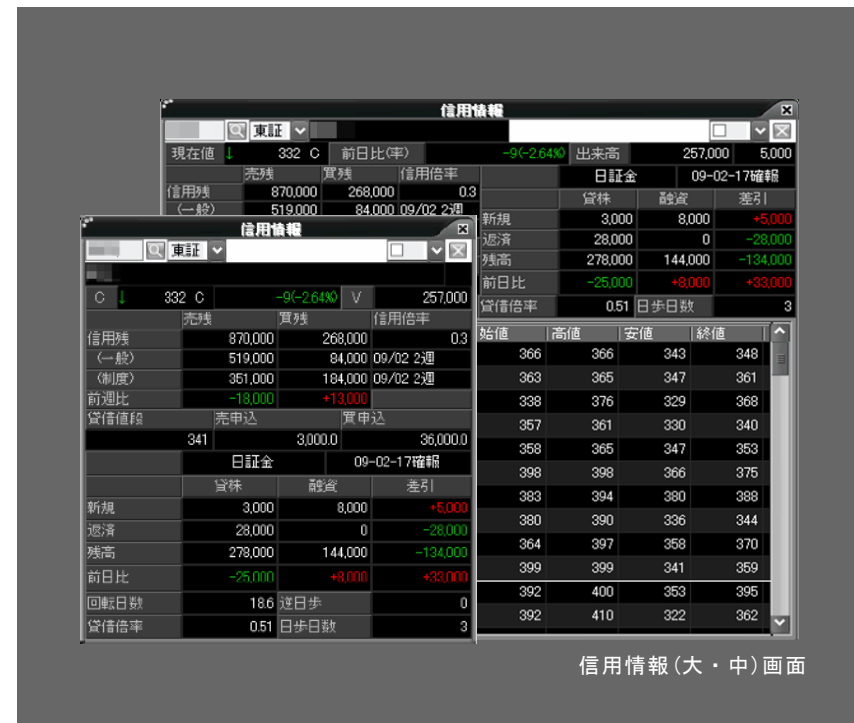 信用情報
東証
現在値 ↓ 332 C 前日比(率) -9(-2.64%) 出来高 257,000 5,000
売残 買残 信用倍率 日証金 09-02-17確報
信用残 870,000 268,000 0.3 貸株 融資 差引
(一般) 519,000 84,000 09/02 2週 新規 3,000 8,000 +5,000
返済 28,000 0 -28,000
残高 278,000 144,000 -134,000
前日比 -25,000 +8,000 +33,000
貸借倍率 0.51 日歩日数 3
始値 高値 安値 終値
366 366 343 348
363 365 347 361
338 376 329 368
357 361 330 340
358 365 347 353
398 398 366 375
383 394 380 388
380 390 336 344
364 397 358 370
399 399 341 359
392 400 353 395
392 410 322 362
信用情報
東証
C ↓ 332 C -9(-2.64%) V 257,000
売残 買残 信用倍率
信用残 870,000 268,000 0.3
(一般) 519,000 84,000 09/02 2週
(制度) 351,000 184,000 09/02 2週
前週比 -18,000 +13,000
貸借値段 売申込 買申込
341 3,000.0 36,000.0
日証金 09-02-17確報
貸株 融資 差引
新規 3,000 8,000 +5,000
返済 28,000 0 -28,000
残高 278,000 144,000 -134,000
前日比 -25,000 +8,000 +33,000
回転日数 18.6 逆日歩 0
貸借倍率 0.51 日歩日数 3
信用情報(大・中)画面